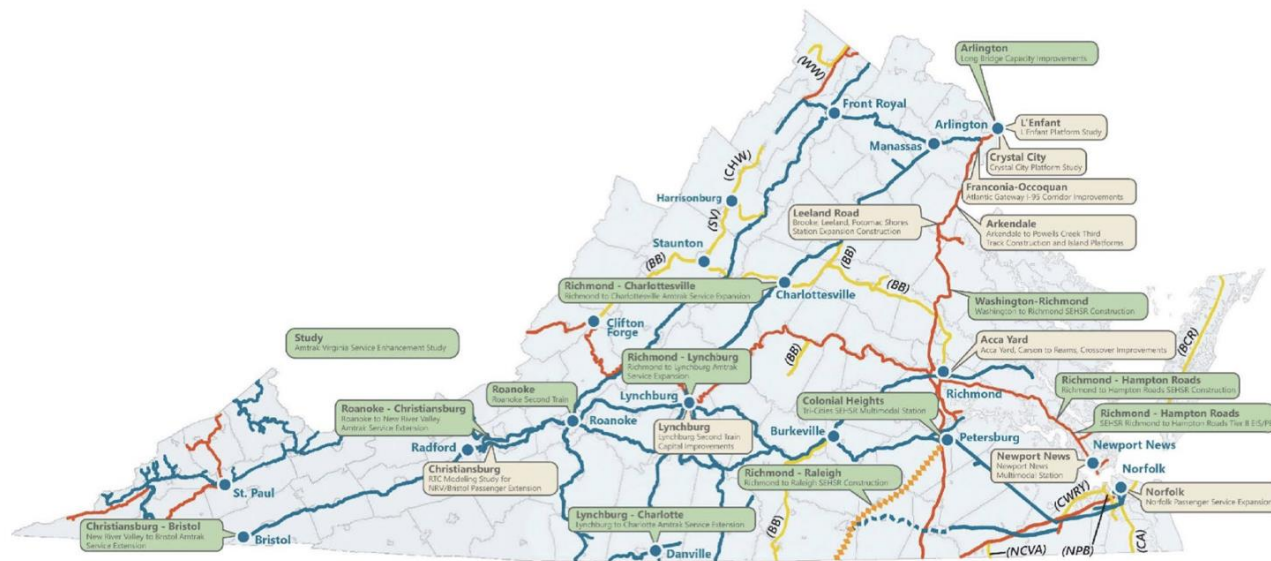 Arlington
Long Bridge Capacity Improvements
(WW)
Front Royal
Arlington
L'Enfant
L'Enfant Platform Study
Manassas
Crystal City
Crystal City Platform Study
(CHW)
Franconia-Occoquan
Atlantic Gateway I-95 Corridor Improvements
Harrisonburg
(SV)
Leeland Road
Brooke, Leeland, Potomac Shores
Station Expansion Construction
Arkendale
Arkendale to Powells Creek Third
Track Construction and Island Platforms
Staunton
(BB)
(BB)
(BB)
Richmond - Charlottesville
Richmond to Charlottesville Amtrak Service Expansion
Charlottesville
Washington-Richmond
Washington to Richmond SEHSR Construction
(BCR)
Clifton
Forge
Study
Amtrak Virginia Service Enhancement Study
Richmond - Lynchburg
Richmond to Lynchburg Amtrak
Service Expansion
(BB)
Acca Yard
Acca Yard, Carson to Reams, Crossover Improvements
Roanoke
Roanoke Second Train
Lynchburg
Colonial Heights
Tri-Cities SEHSR Multimodal Station
Richmond
Richmond - Hampton Roads
Richmond to Hampton Roads SEHSR Construction
Roanoke - Christiansburg
Roanoke to New River Valley
Amtrak Service Extension
Roanoke
Lynchburg
Lynchburg Second Train
Capital Improvements
Burkeville
Petersburg
Richmond - Hampton Roads
SEHSR Richmond to Hampton Roads Tier II EIS/PE
Radford
Christiansburg
RTC Modeling Study for
NRV/Bristol Passenger Extension
Richmond - Raleigh
Richmond to Raleigh SEHSR Construction
Newport News
Newport News
Multimodal Station
Newport News
Norfolk
St. Paul
(CWRY)
Norfolk
Norfolk Passenger Service Expansion
Christiansburg - Bristol
New River Valley to Bristol Amtrak
Service Extension
Bristol
Lynchburg - Charlotte
Lynchburg to Charlotte Amtrak Service Extension
Danville
(BB)
(NCVA)
(NPB)
(CA)